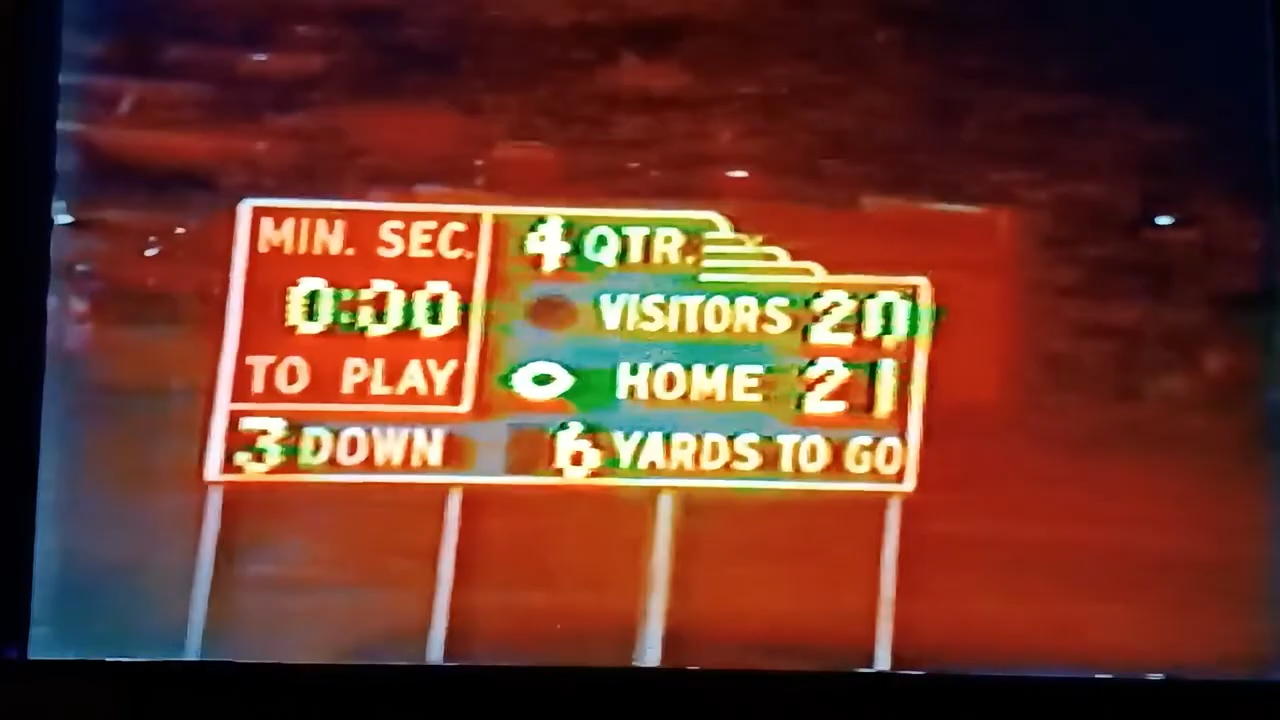 MIN. SEC.
0:00
TO PLAY
4 QTR.
VISITORS 20
HOME 21
3 DOWN 6 YARDS TO GO